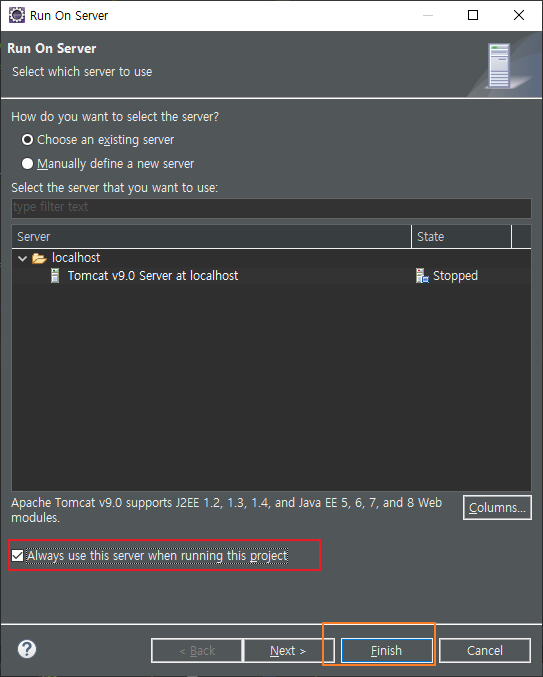 Run On Server
Run On Server
Select which server to use
How do you want to select the server?
Choose an existing server
Manually define a new server
Select the server that you want to use:
type filter text
Server State
localhost
Tomcat v9.0 Server at localhost Stopped
Apache Tomcat v9.0 supports J2EE 1.2, 1.3, 1.4, and Java EE 5, 6, 7, and 8 Web
modules.
Columns...
Always use this server when running this project
? < Back Next > Finish Cancel